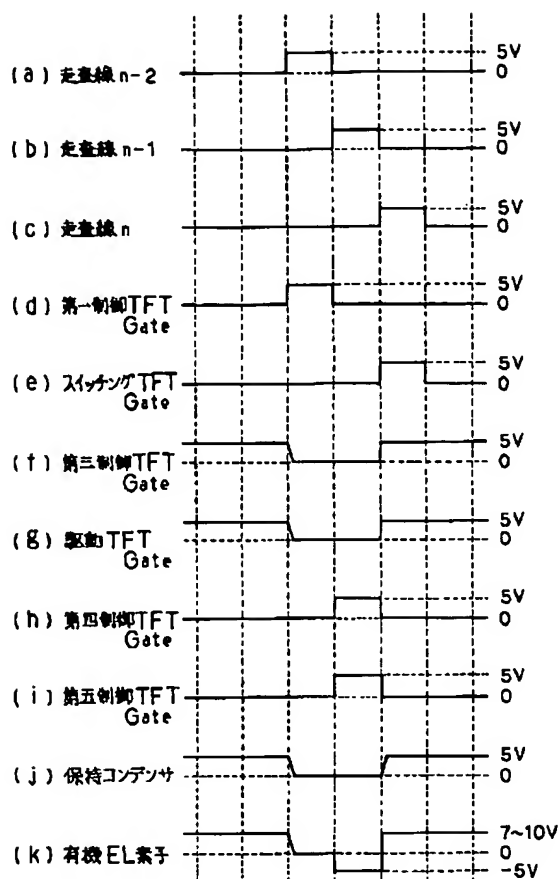 5V
(a) 走査線 n-2 0
5V
(b) 走査線 n-1 0
5V
(c) 走査線 n 0
5V
(d) 第一制御TFT 0
Gate
5V
(e) スイッチングTFT 0
Gate
5V
(f) 第三制御TFT 0
Gate
5V
(g) 駆動TFT 0
Gate
5V
(h) 第四制御TFT 0
Gate
5V
(i) 第五制御TFT 0
Gate
5V
(j) 保持コンデンサ 0
7~10V
(k) 有機EL素子 0
-5V